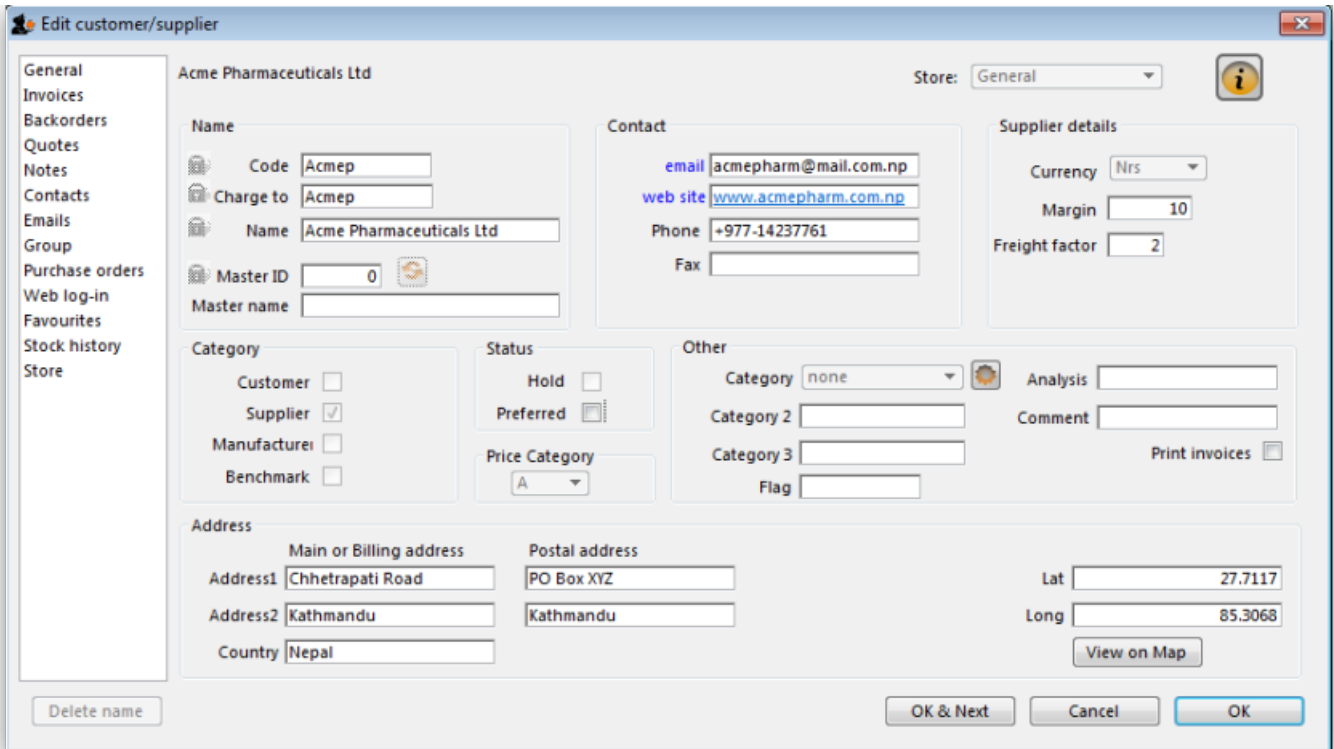 Edit customer/supplier
General
Invoices
Backorders
Quotes
Notes
Contacts
Emails
Group
Purchase orders
Web log-in
Favourites
Stock history
Store
Acme Pharmaceuticals Ltd
Store: General
Name
Code Acmep
Charge to Acmep
Name Acme Pharmaceuticals Ltd
Master ID 0
Master name
Contact
email acmepharm@mail.com.np
web site www.acmepharm.com.np
Phone +977-14237761
Fax
Supplier details
Currency Nrs
Margin 10
Freight factor 2
Category
Customer
Supplier
Manufacturer
Benchmark
Status
Hold
Preferred
Price Category
A
Other
Category none
Category 2
Category 3
Flag
Analysis
Comment
Print invoices
Address
Main or Billing address Postal address
Address1 Chhetrapati Road PO Box XYZ
Address2 Kathmandu Kathmandu
Country Nepal
Lat 27.7117
Long 85.3068
View on Map
Delete name
OK & Next
Cancel
OK